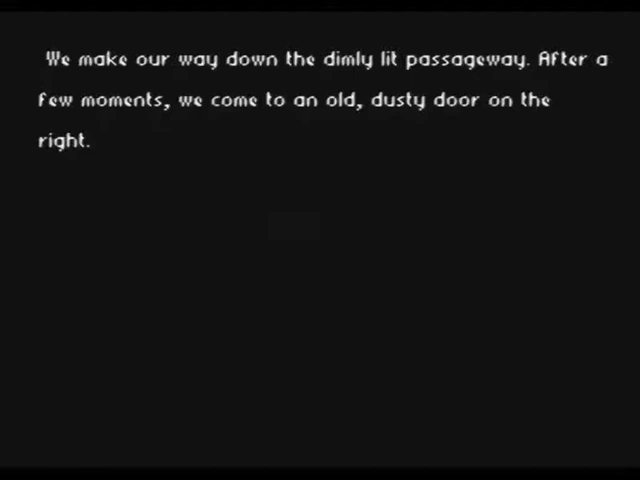 We make our way down the dimly lit passageway. After a
few moments, we come to an old, dusty door on the
right.